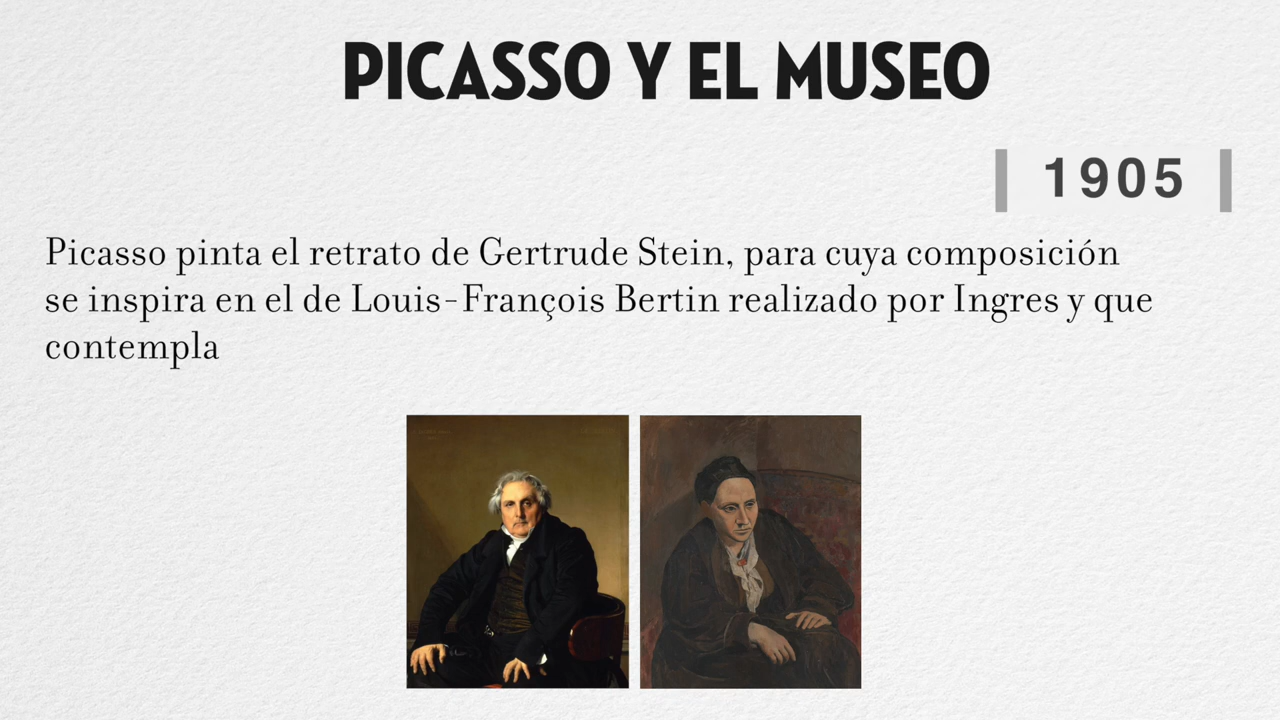 PICASSO Y EL MUSEO
1905
Picasso pinta el retrato de Gertrude Stein, para cuya composición
se inspira en el de Louis-François Bertin realizado por Ingres y que
contempla